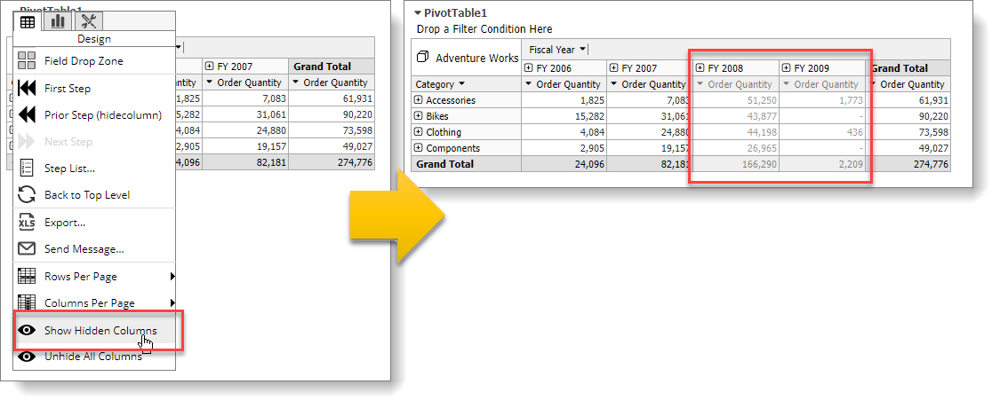 PivotTable1
Design
Field Drop Zone
First Step
Prior Step (hidecolumn)
Next Step
Step List...
Back to Top Level
Export...
Send Message...
Rows Per Page
Columns Per Page
Show Hidden Columns
Unhide All Columns
FY 2007 Grand Total
ntity Order Quantity Order Quantity
1,825 7,083 61,931
15,282 31,061 90,220
4,084 24,880 73,598
2,905 19,157 49,027
4,096 82,181 274,776
PivotTable1
Drop a Filter Condition Here
Adventure Works Fiscal Year
FY 2006 FY 2007 FY 2008 FY 2009 Grand Total
Category Order Quantity Order Quantity Order Quantity Order Quantity Order Quantity
Accessories 1,825 7,083 51,250 1,773 61,931
Bikes 15,282 31,061 43,877 - 90,220
Clothing 4,084 24,880 44,198 436 73,598
Components 2,905 19,157 26,965 - 49,027
Grand Total 24,096 82,181 166,290 2,209 274,776